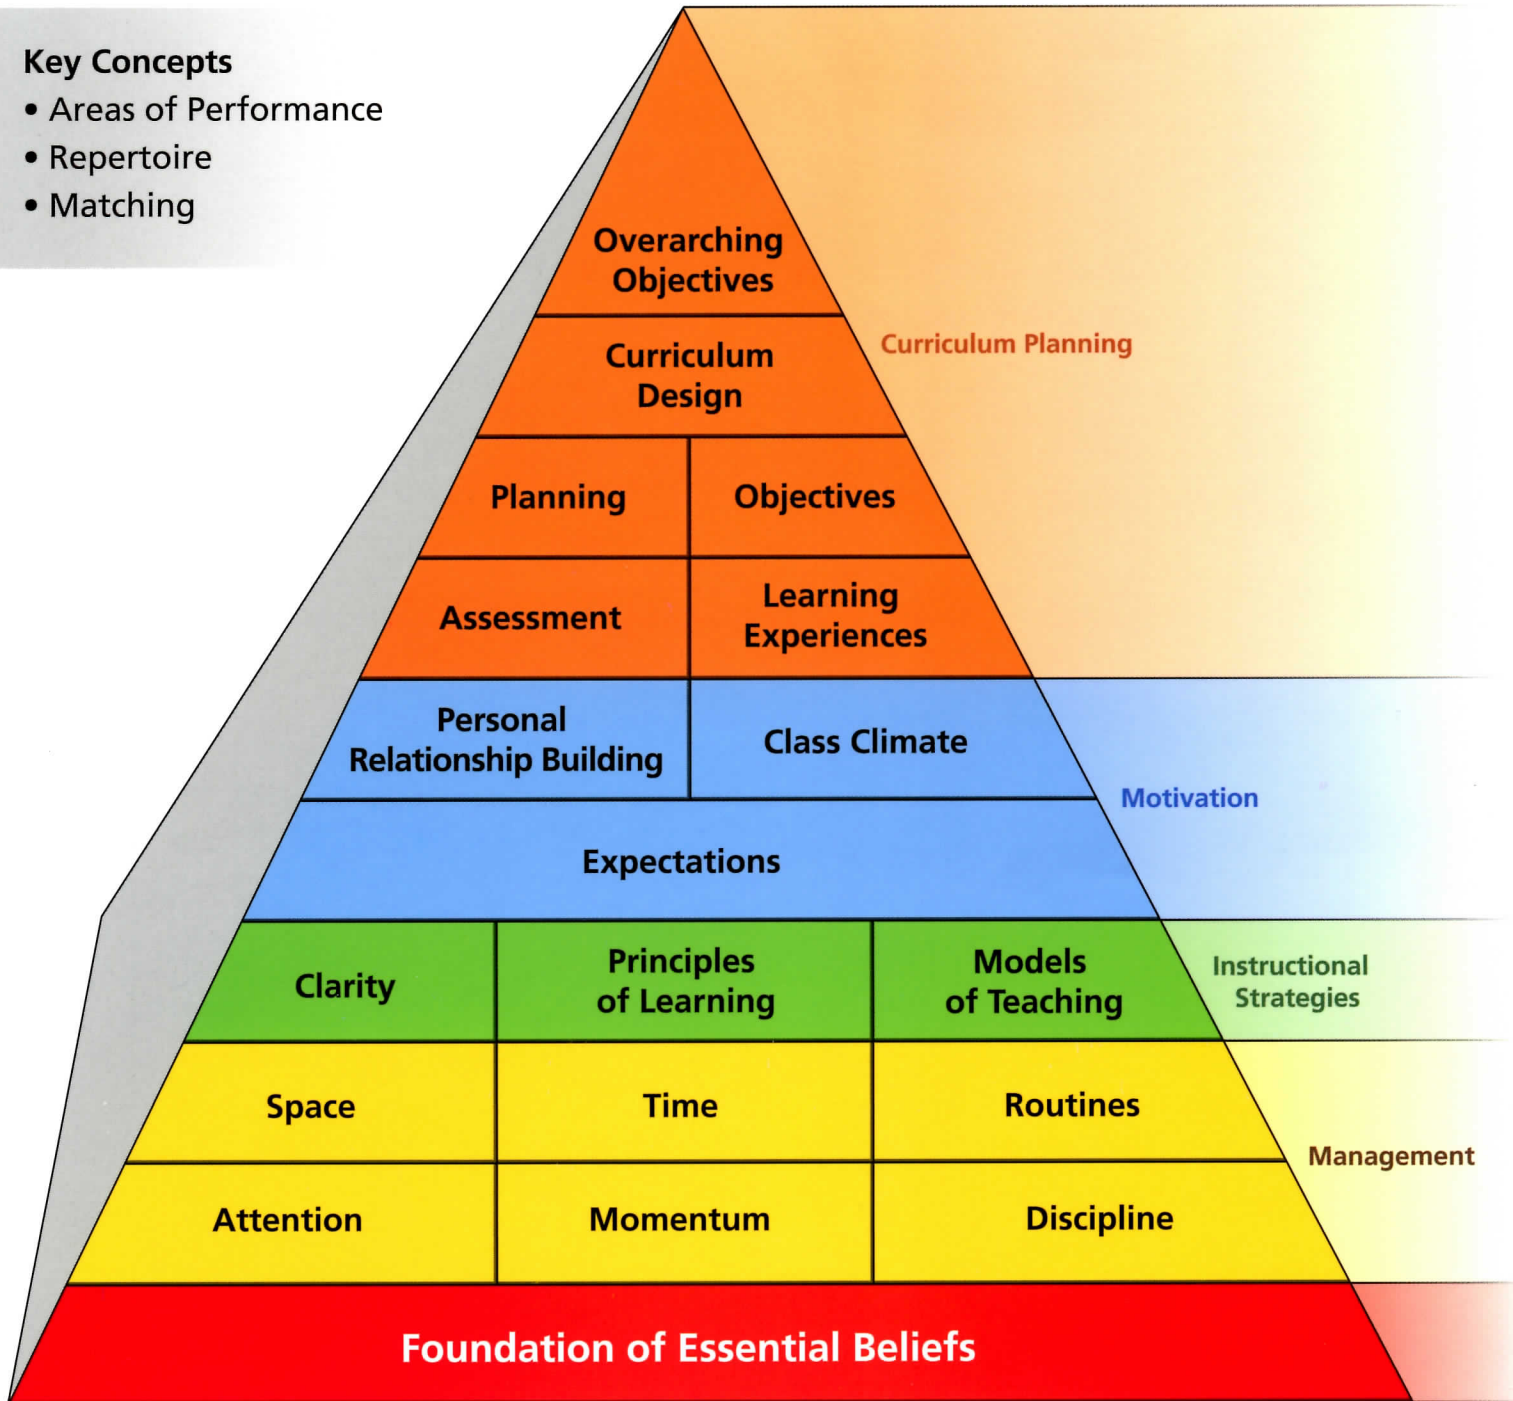 Key Concepts
• Areas of Performance
• Repertoire
• Matching
Overarching
Objectives
Curriculum Planning
Curriculum
Design
Planning
Objectives
Assessment
Learning
Experiences
Personal
Relationship Building
Class Climate
Motivation
Expectations
Clarity
Principles
of Learning
Models
of Teaching
Instructional
Strategies
Space
Time
Routines
Management
Attention
Momentum
Discipline
Foundation of Essential Beliefs